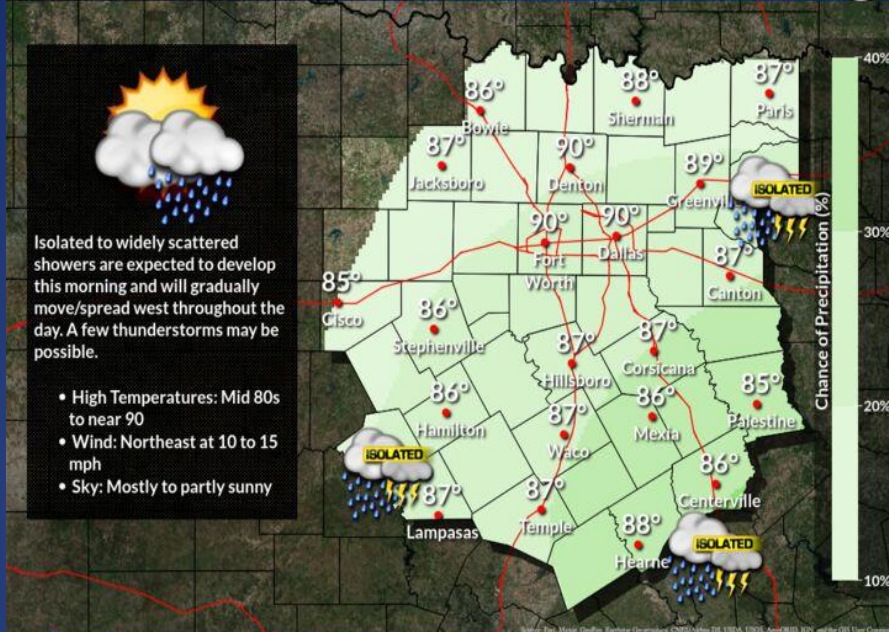 Isolated to widely scattered
showers are expected to develop
this morning and will gradually
move/spread west throughout the
day. A few thunderstorms may be
possible.
• High Temperatures: Mid 80s
to near 90
• Wind: Northeast at 10 to 15
mph
• Sky: Mostly to partly sunny
86°
Bowie
88°
Sherman
87°
Paris
87°
Jacksboro
90°
Denton
89°
ISOLATED
90°
Fort
Worth
90°
Dallas
87°
Canton
85°
Cisco
86°
Stephenville
87°
Hillsboro
87°
Corsicana
86°
Hamilton
87°
Waco
86°
Mexia
85°
Palestine
ISOLATED
87°
Lampasas
87°
Temple
86°
Centerville
88°
Hearne
ISOLATED
Chance of Precipitation (%)
40%
30%
20%
10%